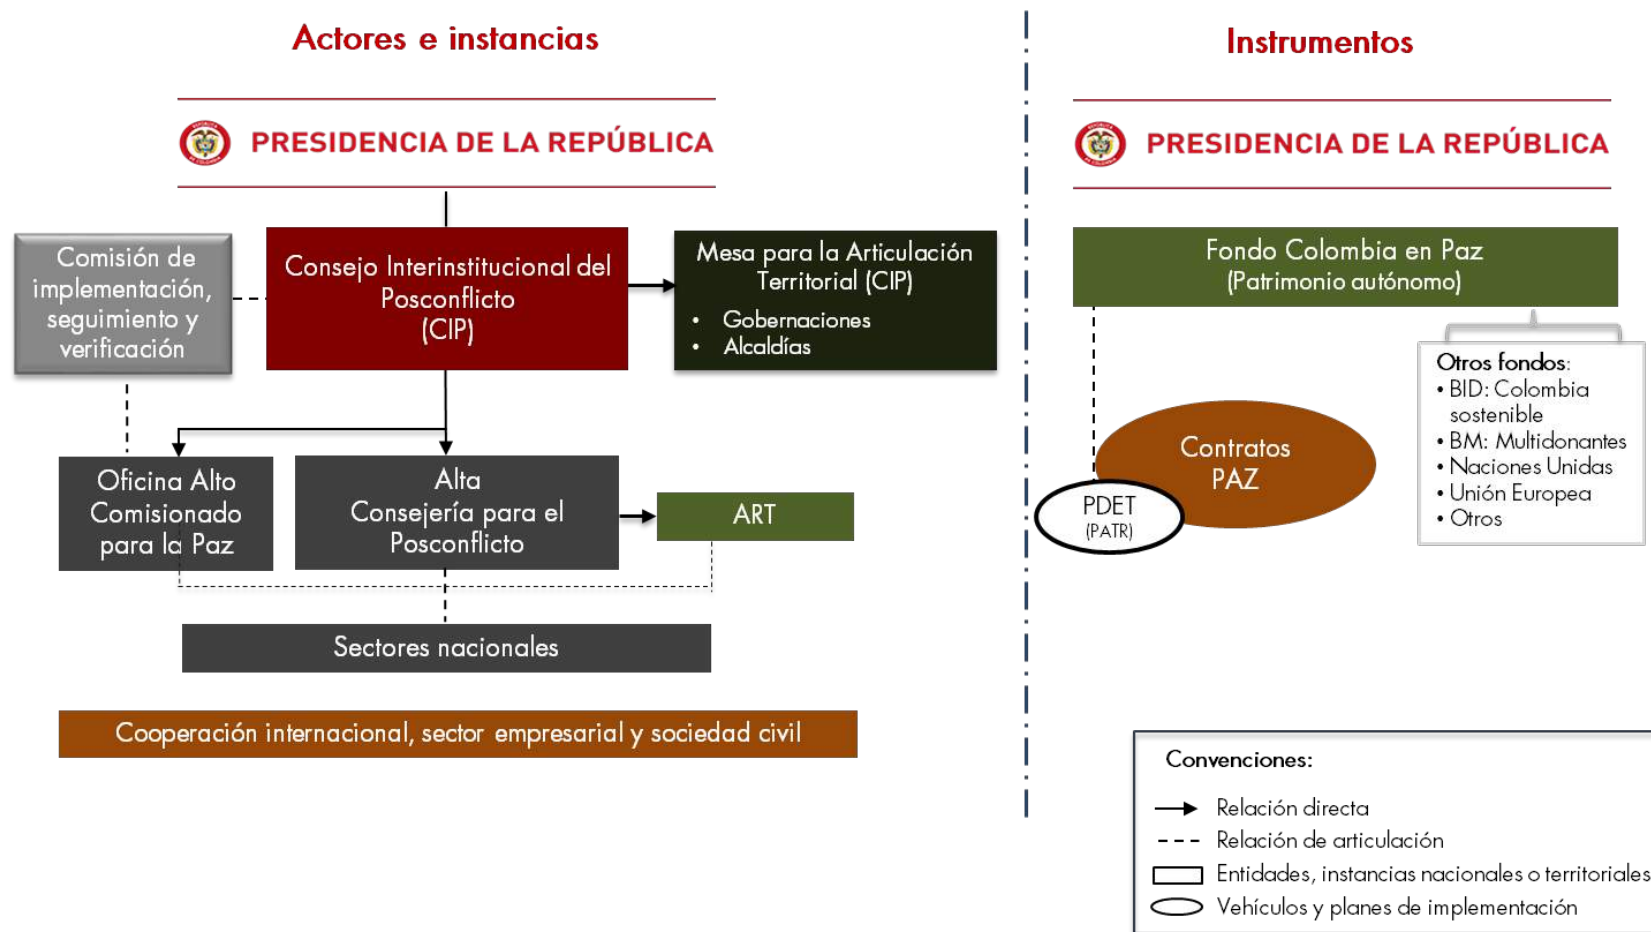 Actores e instancias
PRESIDENCIA DE LA REPÚBLICA
Comisión de
implementación,
seguimiento y
verificación
Consejo Interinstitucional del
Posconflicto
(CIP)
Mesa para la Articulación
Territorial (CIP)
• Gobernaciones
• Alcaldías
Oficina Alto
Comisionado
para la Paz
Alta
Consejería para el
Posconflicto
ART
Sectores nacionales
Cooperación internacional, sector empresarial y sociedad civil
Instrumentos
PRESIDENCIA DE LA REPÚBLICA
Fondo Colombia en Paz
(Patrimonio autónomo)
Otros fondos:
• BID: Colombia
sostenible
• BM: Multidonantes
• Naciones Unidas
• Unión Europea
• Otros
Contratos
PAZ
PDET
(PATR)
Convenciones:
Relación directa
Relación de articulación
Entidades, instancias nacionales o territoriales
Vehículos y planes de implementación